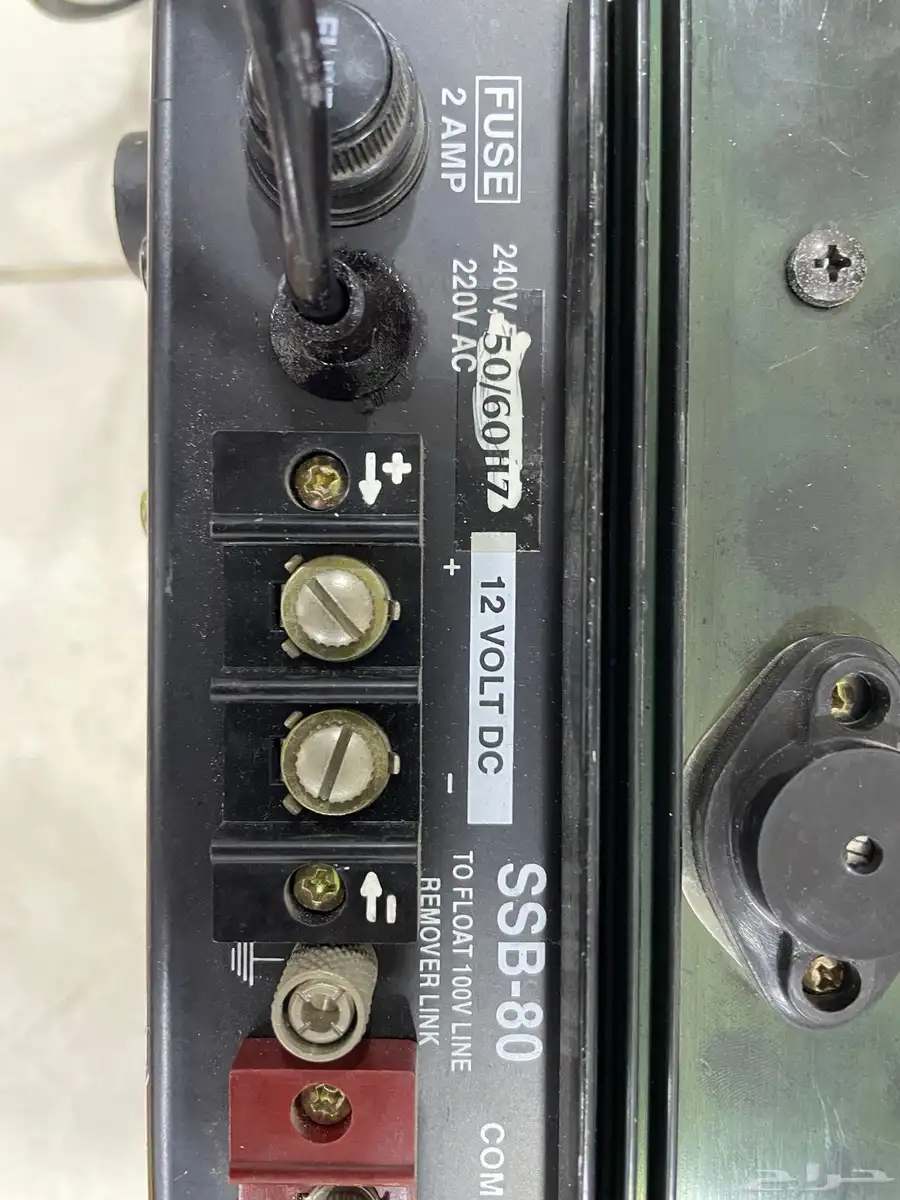 FUSE
2 AMP
240V, 50/60HZ
220V AC
+
12 VOLT DC
+
-
SSB-80
TO FLOAT 100V LINE
REMOVER LINK
COM
حراج